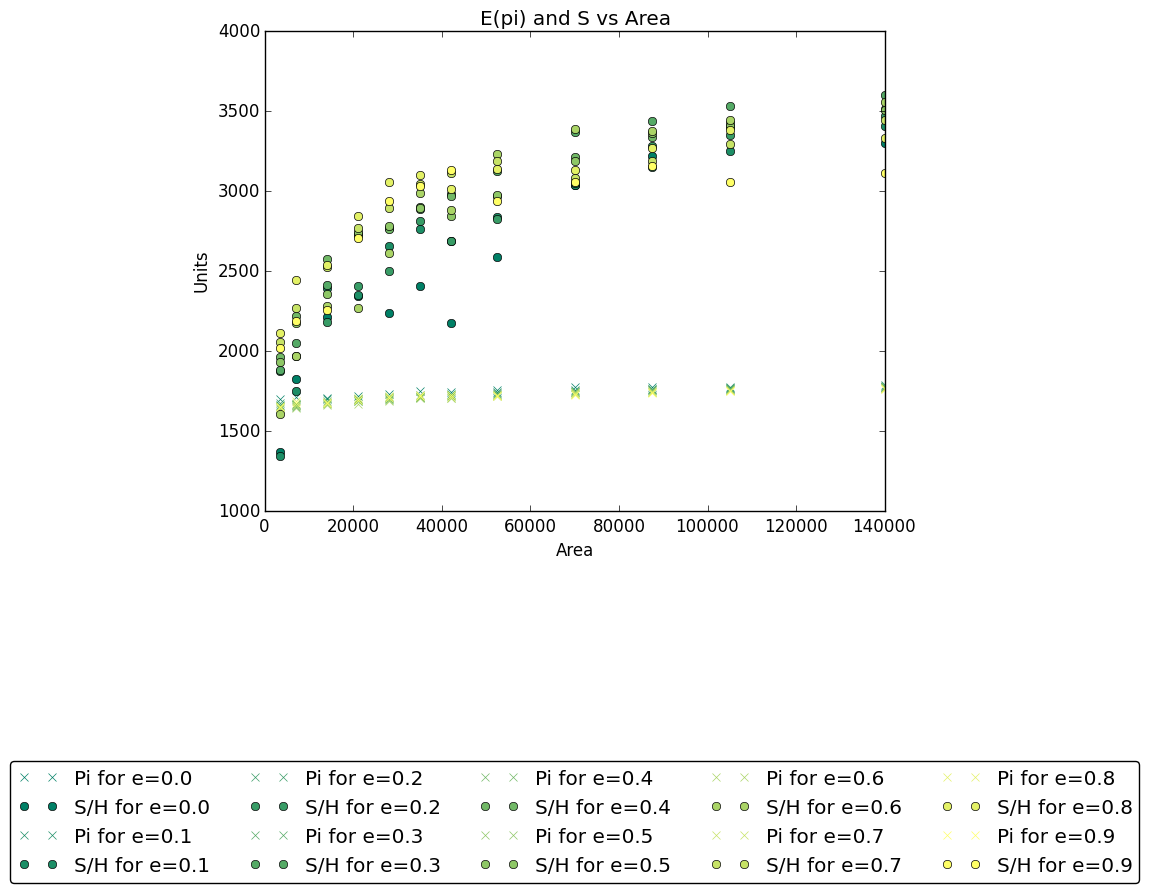 E(pi) and S vs Area
4000
3500
3000
2500
2000
1500
1000
Units
0 20000 40000 60000 80000 100000 120000 140000
Area
Pi for e=0.0 Pi for e=0.2 Pi for e=0.4 Pi for e=0.6 Pi for e=0.8
S/H for e=0.0 S/H for e=0.2 S/H for e=0.4 S/H for e=0.6 S/H for e=0.8
Pi for e=0.1 Pi for e=0.3 Pi for e=0.5 Pi for e=0.7 Pi for e=0.9
S/H for e=0.1 S/H for e=0.3 S/H for e=0.5 S/H for e=0.7 S/H for e=0.9